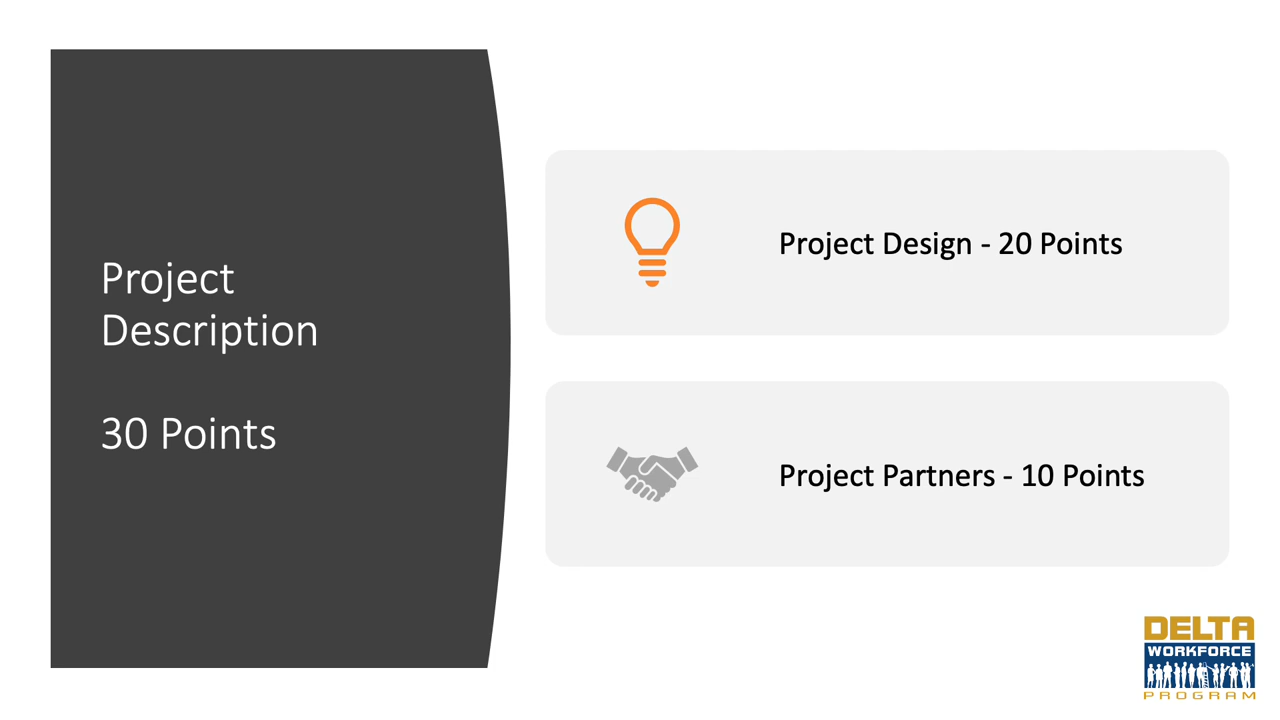 Project
Description
30 Points
Project Design - 20 Points
Project Partners - 10 Points
DELTA
WORKFORCE
PROGRAM